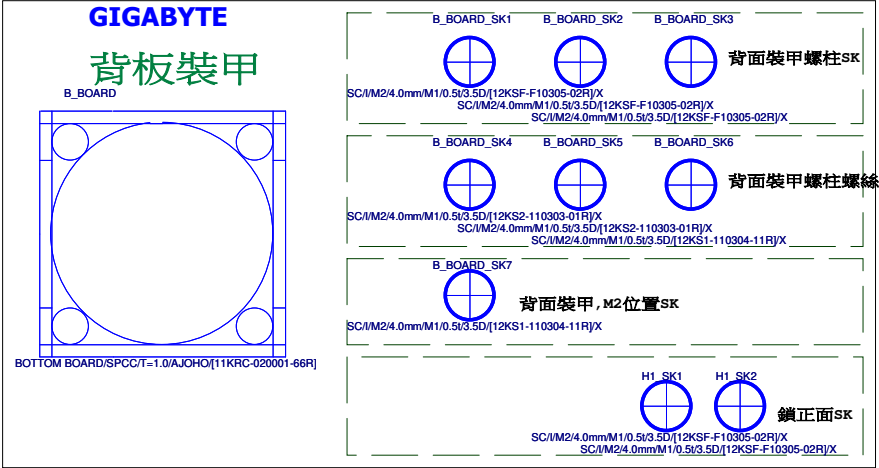 GIGABYTE
背板裝甲
B_BOARD
BOTTOM BOARD/SPCC/T=1.0/AJOHO/[11KRC-020001-66R]
B_BOARD_SK1 B_BOARD_SK2 B_BOARD_SK3
背面裝甲螺柱SK
SC/I/M2/4.0mm/M1/0.5t/3.5D/[12KSF-F10305-02R]/X
SC/I/M2/4.0mm/M1/0.5t/3.5D/[12KSF-F10305-02R]/X
SC/I/M2/4.0mm/M1/0.5t/3.5D/[12KSF-F10305-02R]/X
B_BOARD_SK4 B_BOARD_SK5 B_BOARD_SK6
背面裝甲螺柱螺絲
SC/I/M2/4.0mm/M1/0.5t/3.5D/[12KS2-110303-01R]/X
SC/I/M2/4.0mm/M1/0.5t/3.5D/[12KS2-110303-01R]/X
SC/I/M2/4.0mm/M1/0.5t/3.5D/[12KS1-110304-11R]/X
B_BOARD_SK7
背面裝甲,M2位置SK
SC/I/M2/4.0mm/M1/0.5t/3.5D/[12KS1-110304-11R]/X
H1_SK1 H1_SK2
鎖正面SK
SC/I/M2/4.0mm/M1/0.5t/3.5D/[12KSF-F10305-02R]/X
SC/I/M2/4.0mm/M1/0.5t/3.5D/[12KSF-F10305-02R]/X